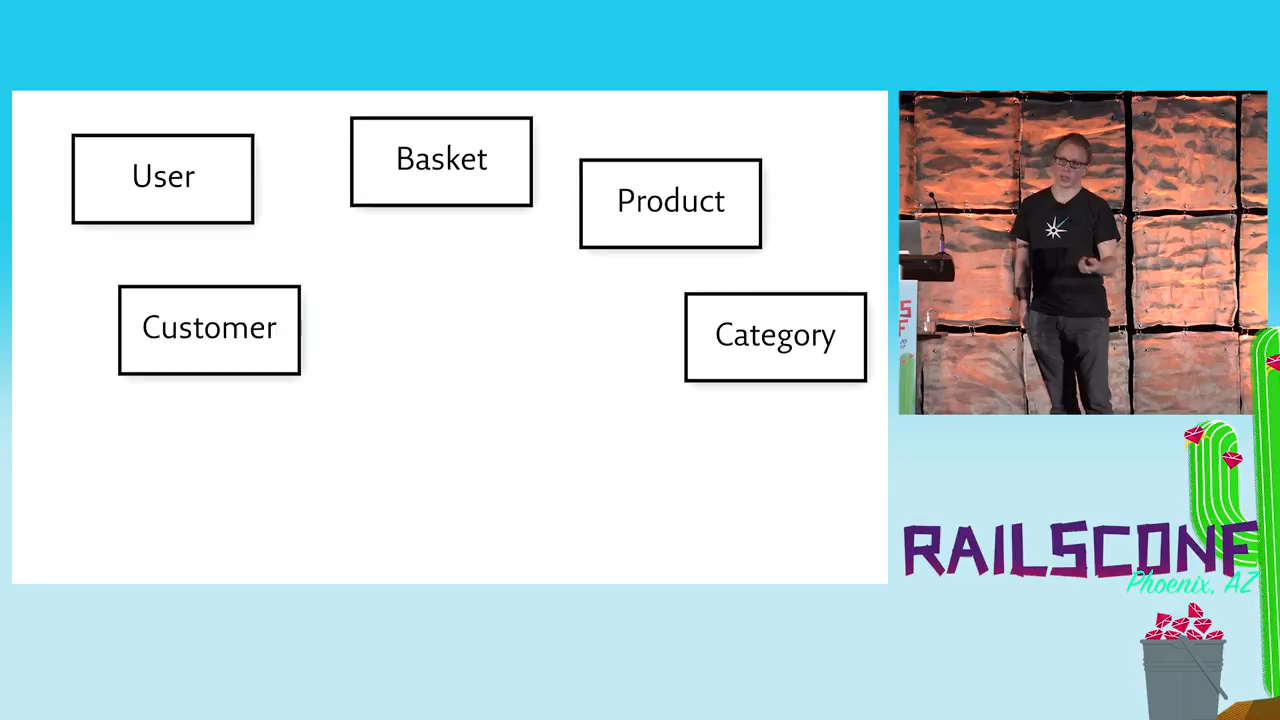 User
Basket
Product
Customer
Category
RAILSCONF
Phoenix, AZ